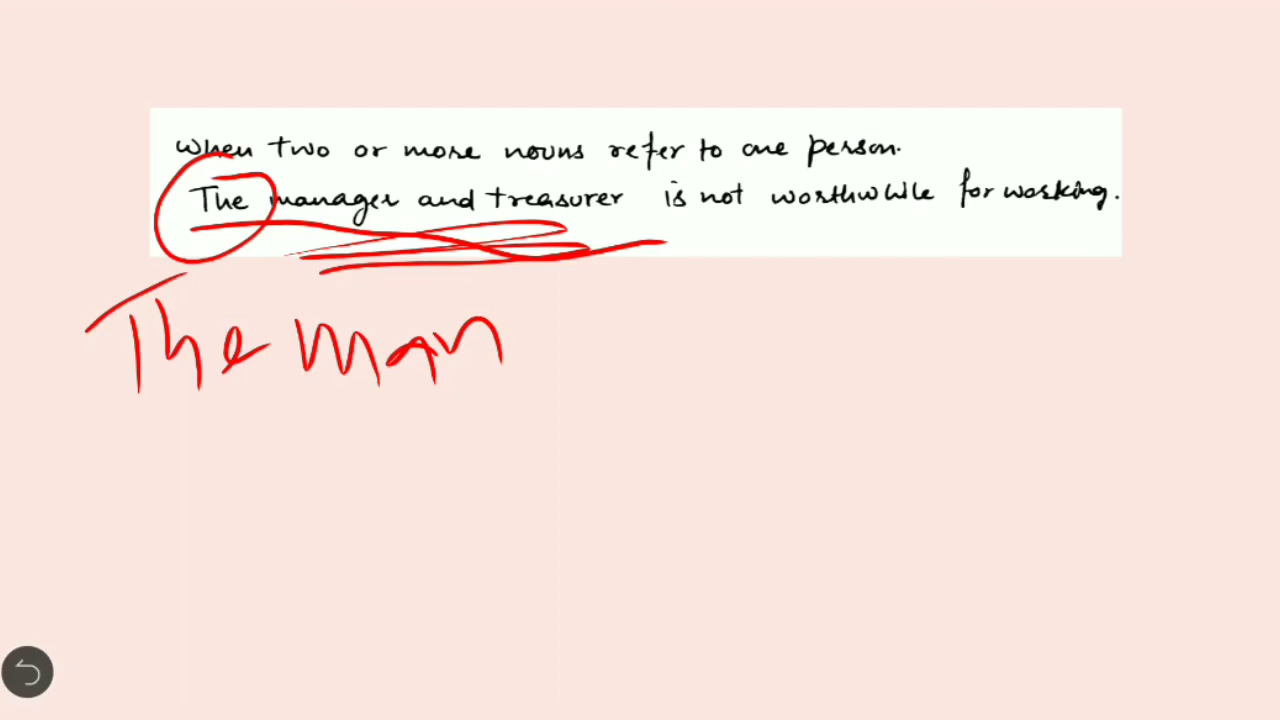 When two or more nouns refer to one person.
The manager and treasurer is not worthwhile for working.
The Man